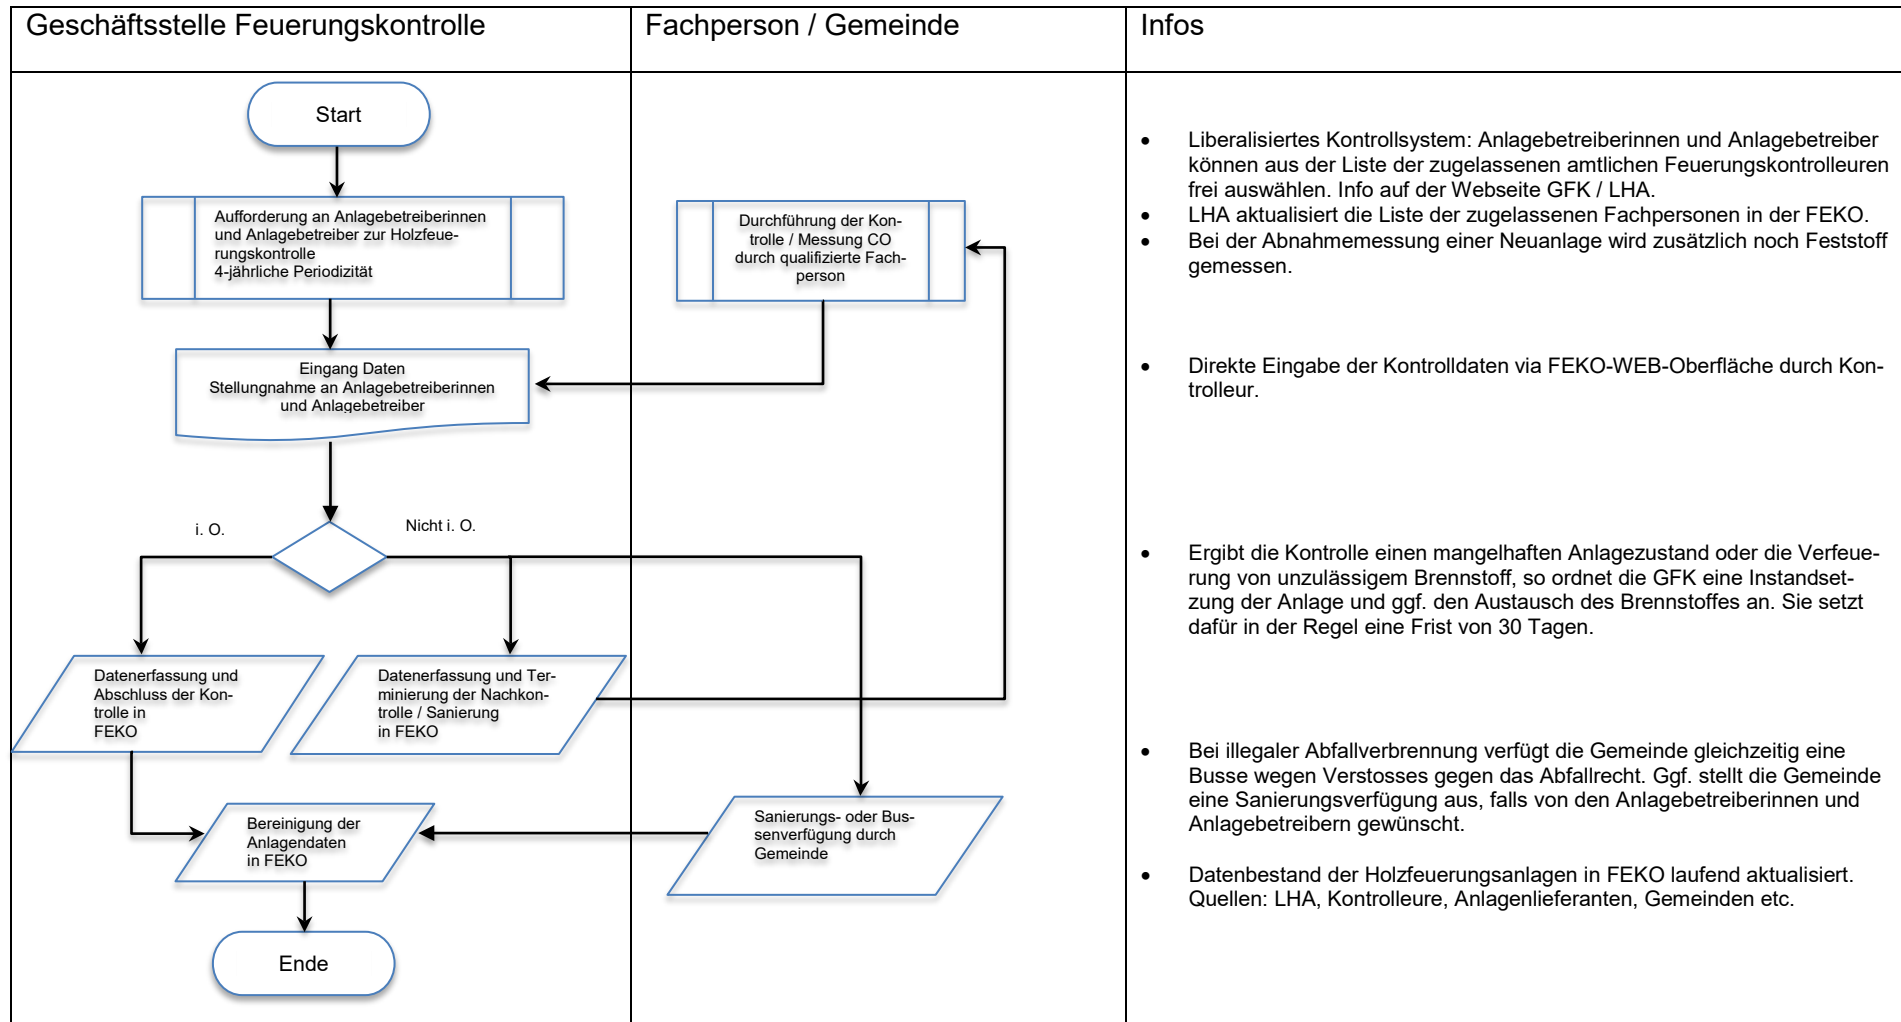 Geschäftsstelle Feuerungskontrolle
Fachperson / Gemeinde
Infos
Start
Aufforderung an Anlagebetreiberinnen
und Anlagebetreiber zur Holzfeue-
rungskontrolle
4-jährliche Periodizität
Durchführung der Kon-
trolle / Messung CO
durch qualifizierte Fach-
person
Eingang Daten
Stellungnahme an Anlagebetreiberinnen
und Anlagebetreiber
i. O.
Nicht i. O.
Datenerfassung und
Abschluss der Kon-
trolle in
FEKO
Datenerfassung und Ter-
minierung der Nachkon-
trolle / Sanierung
in FEKO
Bereinigung der
Anlagendaten
in FEKO
Sanierungs- oder Bus-
senverfügung durch
Gemeinde
Ende
• Liberalisiertes Kontrollsystem: Anlagebetreiberinnen und Anlagebetreiber
können aus der Liste der zugelassenen amtlichen Feuerungskontrolleuren
frei auswählen. Info auf der Webseite GFK / LHA.
• LHA aktualisiert die Liste der zugelassenen Fachpersonen in der FEKO.
• Bei der Abnahmemessung einer Neuanlage wird zusätzlich noch Feststoff
gemessen.
• Direkte Eingabe der Kontrolldaten via FEKO-WEB-Oberfläche durch Kon-
trolleur.
• Ergibt die Kontrolle einen mangelhaften Anlagezustand oder die Verfeue-
rung von unzulässigem Brennstoff, so ordnet die GFK eine Instandset-
zung der Anlage und ggf. den Austausch des Brennstoffes an. Sie setzt
dafür in der Regel eine Frist von 30 Tagen.
• Bei illegaler Abfallverbrennung verfügt die Gemeinde gleichzeitig eine
Busse wegen Verstosses gegen das Abfallrecht. Ggf. stellt die Gemeinde
eine Sanierungsverfügung aus, falls von den Anlagebetreiberinnen und
Anlagebetreibern gewünscht.
• Datenbestand der Holzfeuerungsanlagen in FEKO laufend aktualisiert.
Quellen: LHA, Kontrolleure, Anlagenlieferanten, Gemeinden etc.